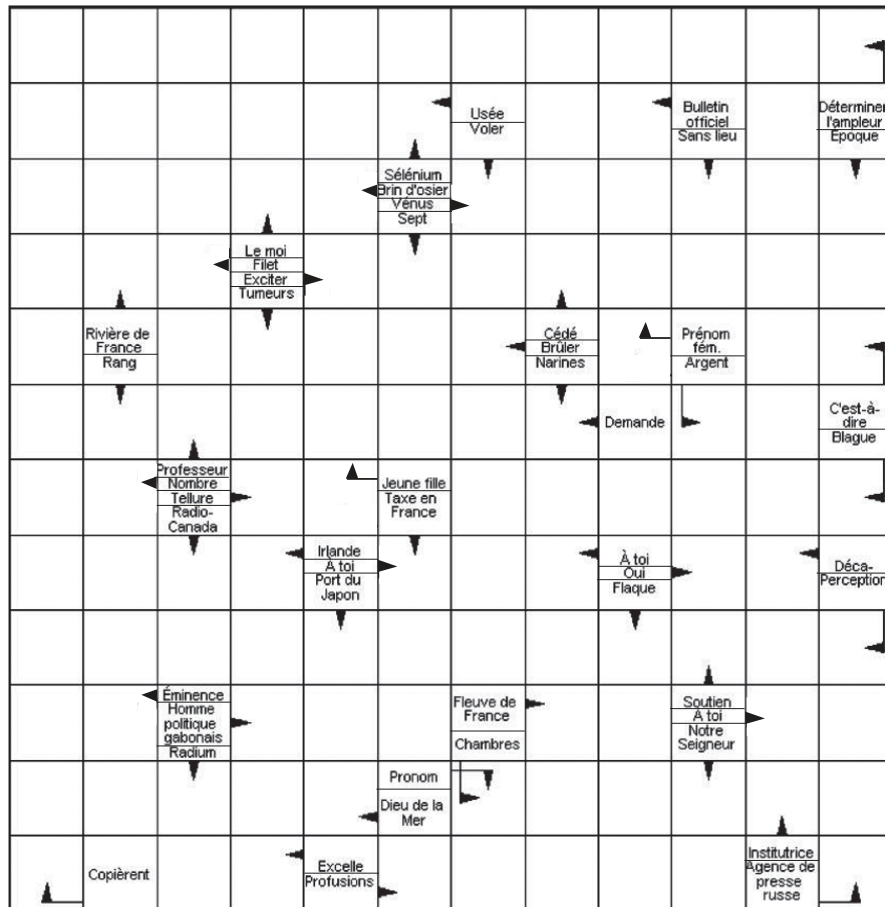 Usée
Voler
Bulletin
officiel
Sans lieu
Déterminer
l'ampleur
Époque
Sélénium
Brin d'osier
Vénus
Sept
Le moi
Filet
Exciter
Tumeurs
Rivière de
France
Rang
Cédé
Brûler
Narines
Prénom
fém.
Argent
Demande
C'est-à-
dire
Blague
Professeur
Nombre
Tellure
Radio-
Canada
Jeune fille
Taxe en
France
Irlande
À toi
Port du
Japon
À toi
Oui
Flaque
Déca-
Perception
Éminence
Homme
politique
gabonais
Radium
Fleuve de
France
Chambres
Soutien
À toi
Notre
Seigneur
Pronom
Dieu de la
Mer
Copièrent
Excelle
Profusions
Institutrice
Agence de
presse
russe